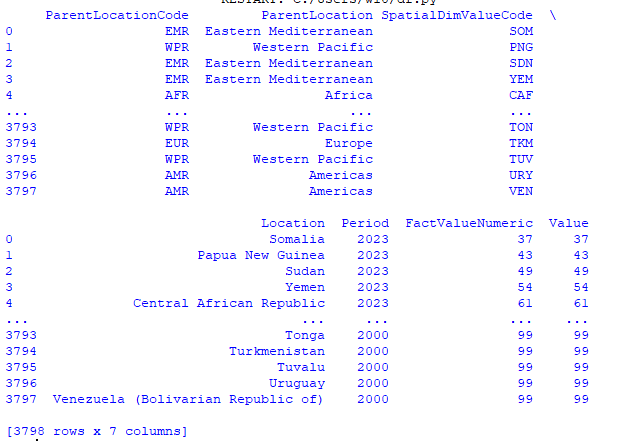 RESTART: C:/Users/w10/df.py
     ParentLocationCode         ParentLocation SpatialDimValueCode  \
0                   EMR  Eastern Mediterranean                 SOM
1                   WPR        Western Pacific                 PNG
2                   EMR  Eastern Mediterranean                 SDN
3                   EMR  Eastern Mediterranean                 YEM
4                   AFR                 Africa                 CAF
...                 ...                    ...                 ...
3793                WPR        Western Pacific                 TON
3794                EUR                 Europe                 TKM
3795                WPR        Western Pacific                 TUV
3796                AMR               Americas                 URY
3797                AMR               Americas                 VEN
                                Location  Period  FactValueNumeric  Value
0                                Somalia    2023                37     37
1                       Papua New Guinea    2023                43     43
2                                  Sudan    2023                49     49
3                                  Yemen    2023                54     54
4               Central African Republic    2023                61     61
...                                  ...     ...               ...    ...
3793                               Tonga    2000                99     99
3794                        Turkmenistan    2000                99     99
3795                              Tuvalu    2000                99     99
3796                             Uruguay    2000                99     99
3797  Venezuela (Bolivarian Republic of)    2000                99     99
[3798 rows x 7 columns]